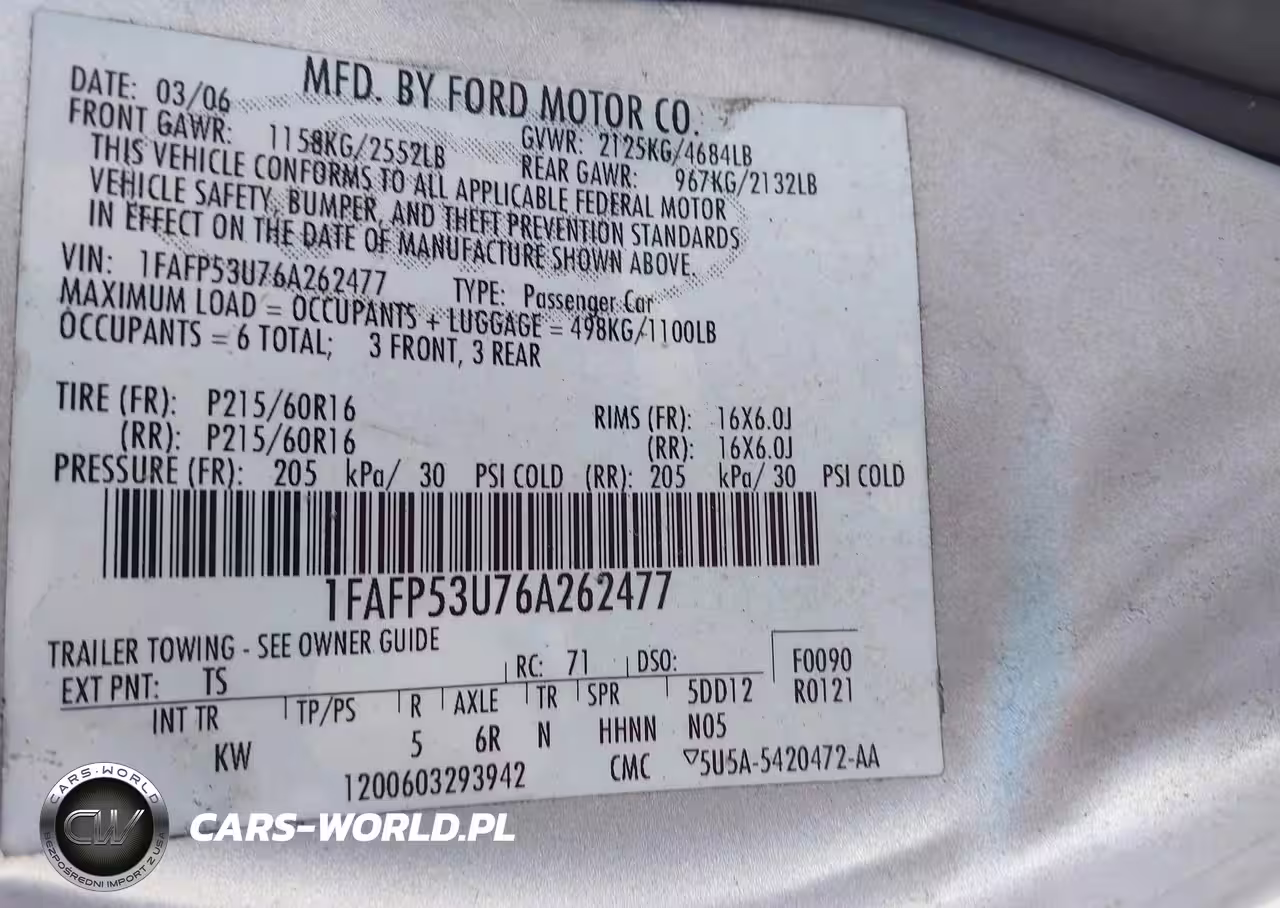 MFD. BY FORD MOTOR CO.
DATE: 03/06 GVWR: 2125KG/4684LB
FRONT GAWR: 1158KG/2552LB REAR GAWR: 967KG/2132LB
THIS VEHICLE CONFORMS TO ALL APPLICABLE FEDERAL MOTOR
VEHICLE SAFETY, BUMPER, AND THEFT PREVENTION STANDARDS
IN EFFECT ON THE DATE OF MANUFACTURE SHOWN ABOVE.
VIN: 1FAFP53U76A262477 TYPE: Passenger Car
MAXIMUM LOAD = OCCUPANTS + LUGGAGE = 498KG/1100LB
OCCUPANTS = 6 TOTAL; 3 FRONT, 3 REAR
TIRE (FR): P215/60R16 RIMS (FR): 16X6.0J
(RR): P215/60R16 (RR): 16X6.0J
PRESSURE (FR): 205 kPa/ 30 PSI COLD (RR): 205 kPa/ 30 PSI COLD
1FAFP53U76A262477
TRAILER TOWING - SEE OWNER GUIDE
EXT PNT: TS RC: 71 DSO: F0090
INT TR TP/PS R AXLE TR SPR 5DD12 R0121
KW 5 6R N HHNN N05
1200603293942 CMC ▽5U5A-5420472-AA
CARS-WORLD
CW
BEZPOŚREDNI IMPORT Z USA
CARS-WORLD.PL